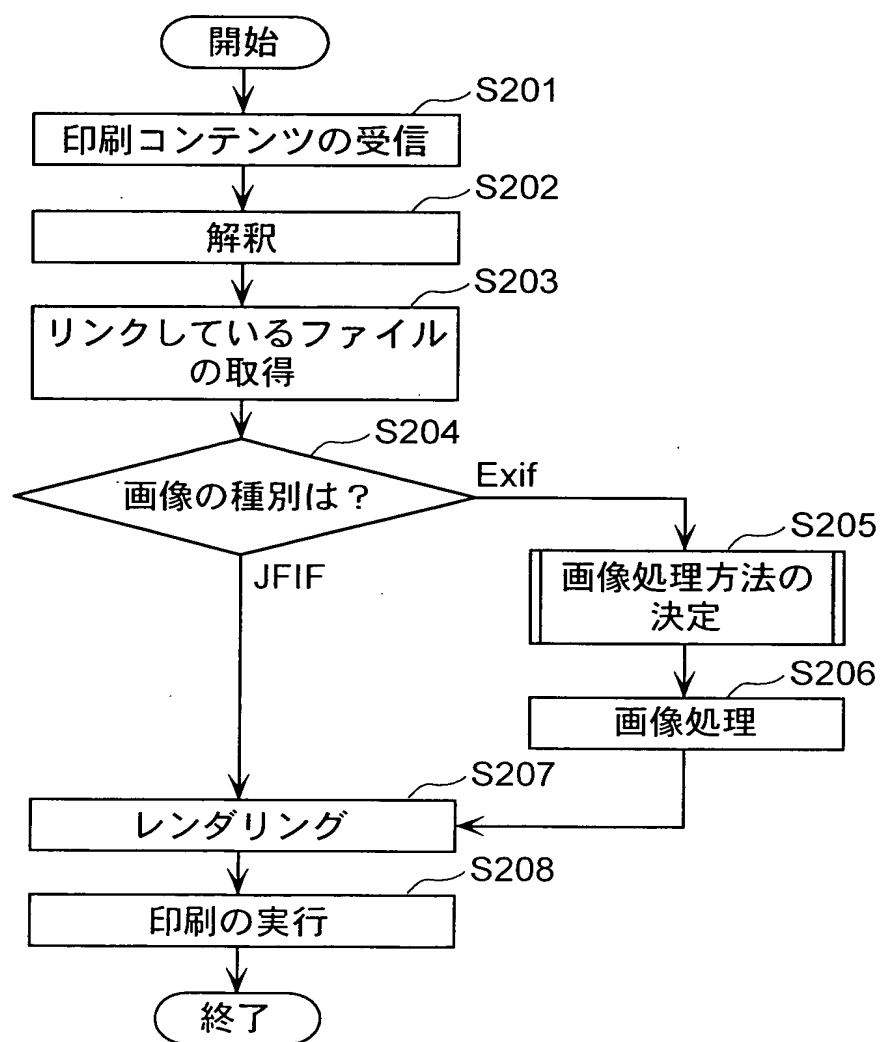 開始
S201
印刷コンテンツの受信
S202
解釈
S203
リンクしているファイル
の取得
S204
画像の種別は？
Exif
JFIF
S205
画像処理方法の
決定
S206
画像処理
S207
レンダリング
S208
印刷の実行
終了